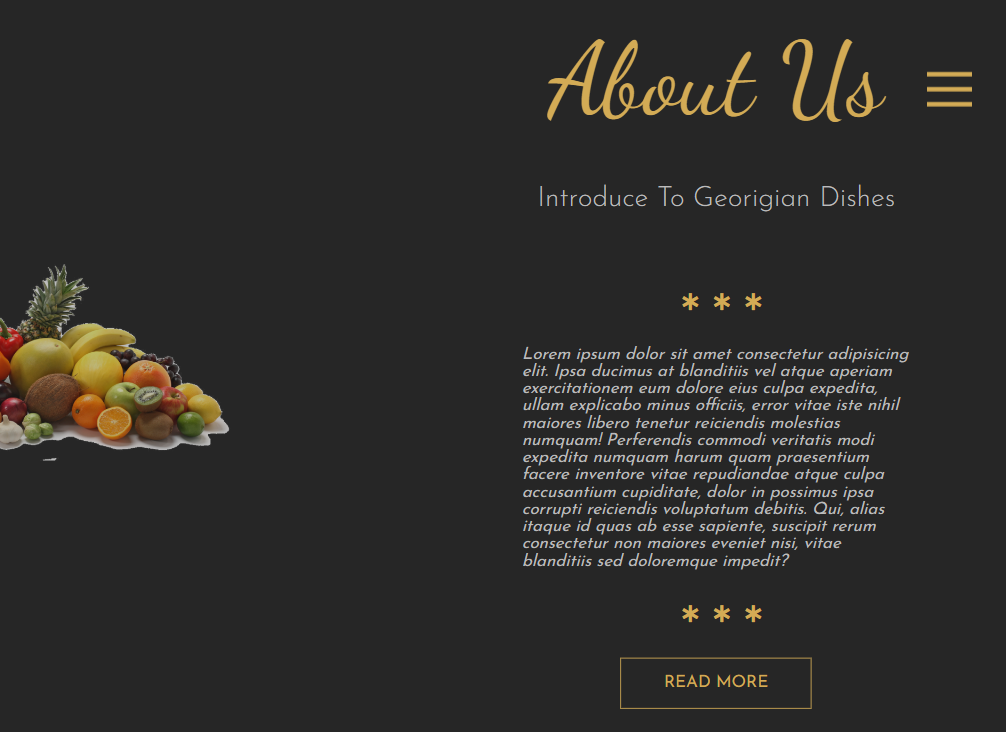 About Us
Introduce To Georigian Dishes
* * *
Lorem ipsum dolor sit amet consectetur adipisicing
elit. Ipsa ducimus at blanditiis vel atque aperiam
exercitationem eum dolore eius culpa expedita,
ullam explicabo minus officiis, error vitae iste nihil
maiores libero tenetur reiciendis molestias
numquam! Perferendis commodi veritatis modi
expedita numquam harum quam praesentium
facere inventore vitae repudiandae atque culpa
accusantium cupiditate, dolor in possimus ipsa
corrupti reiciendis voluptatum debitis. Qui, alias
itaque id quas ab esse sapiente, suscipit rerum
consectetur non maiores eveniet nisi, vitae
blanditiis sed doloremque impedit?
* * *
READ MORE